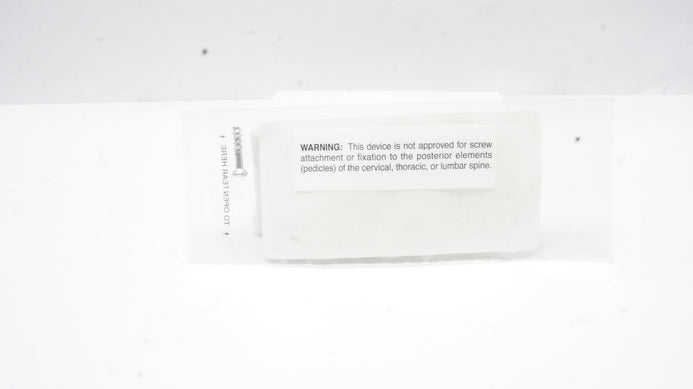 WARNING: This device is not approved for screw
attachment or fixation to the posterior elements
(pedicles) of the cervical, thoracic, or lumbar spine.
TO OPEN TEAR HERE